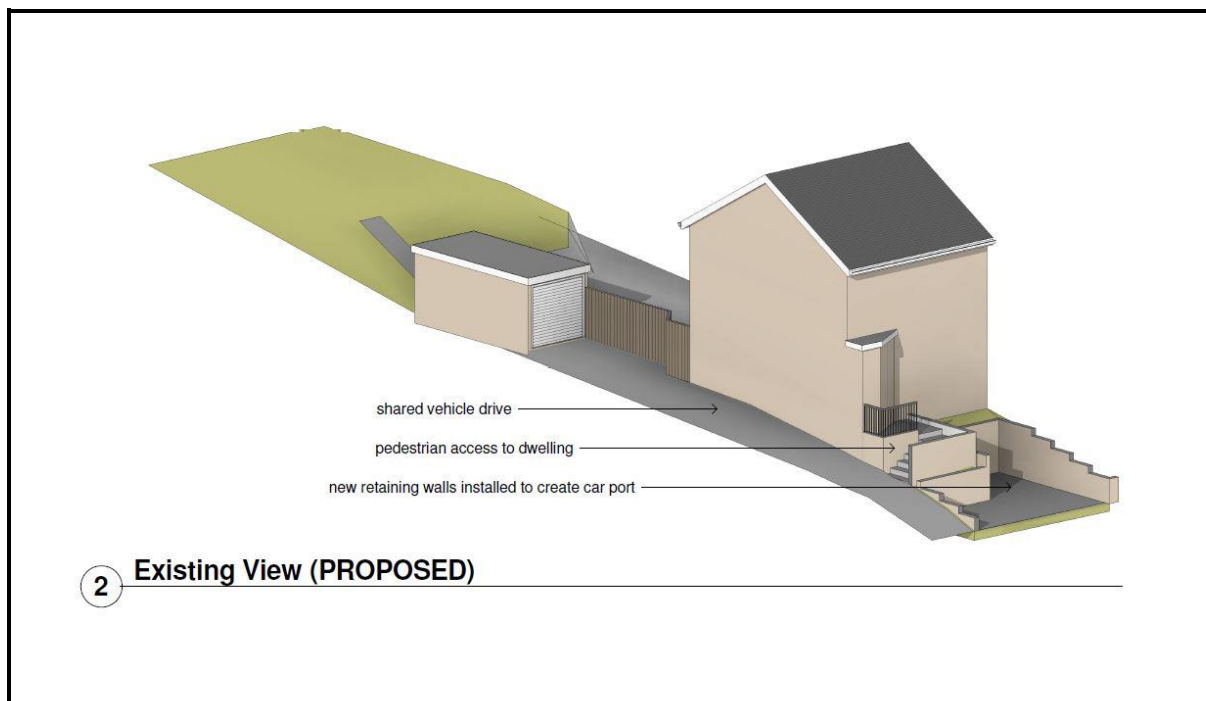 shared vehicle drive
pedestrian access to dwelling
new retaining walls installed to create car port
2
Existing View (PROPOSED)